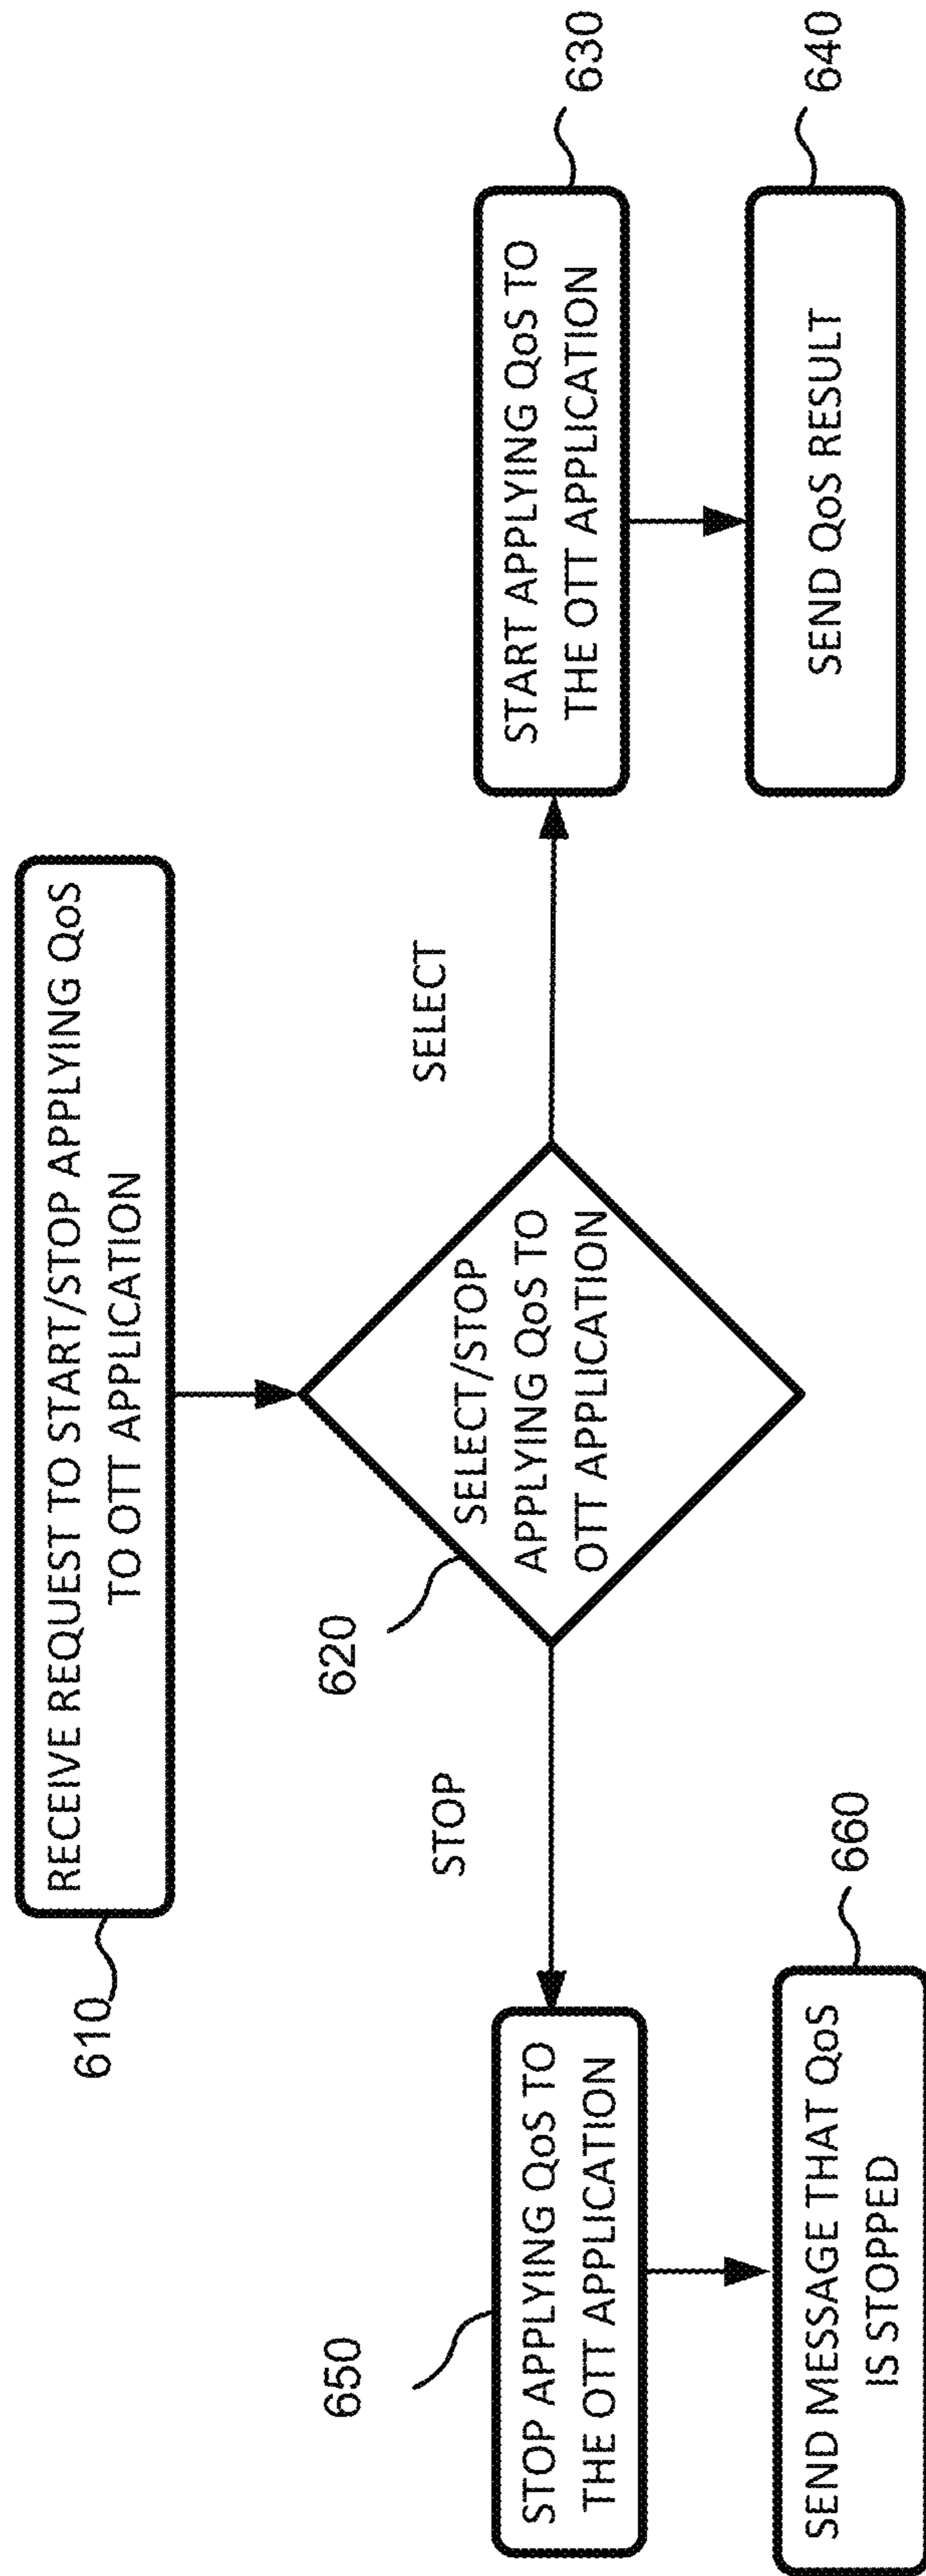 RECEIVE REQUEST TO START/STOP APPLYING QoS
TO OTT APPLICATION
610
SELECT/STOP
APPLYING QoS TO
OTT APPLICATION
620
STOP
SELECT
STOP APPLYING QoS TO
THE OTT APPLICATION
650
START APPLYING QoS TO
THE OTT APPLICATION
630
SEND MESSAGE THAT QoS
IS STOPPED
660
SEND QoS RESULT
640